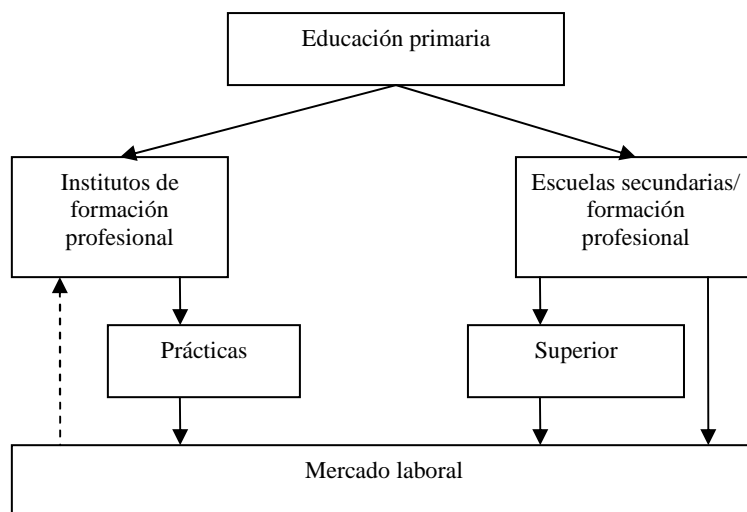 Educación primaria
Institutos de
formación
profesional
Escuelas secundarias/
formación
profesional
Prácticas
Superior
Mercado laboral